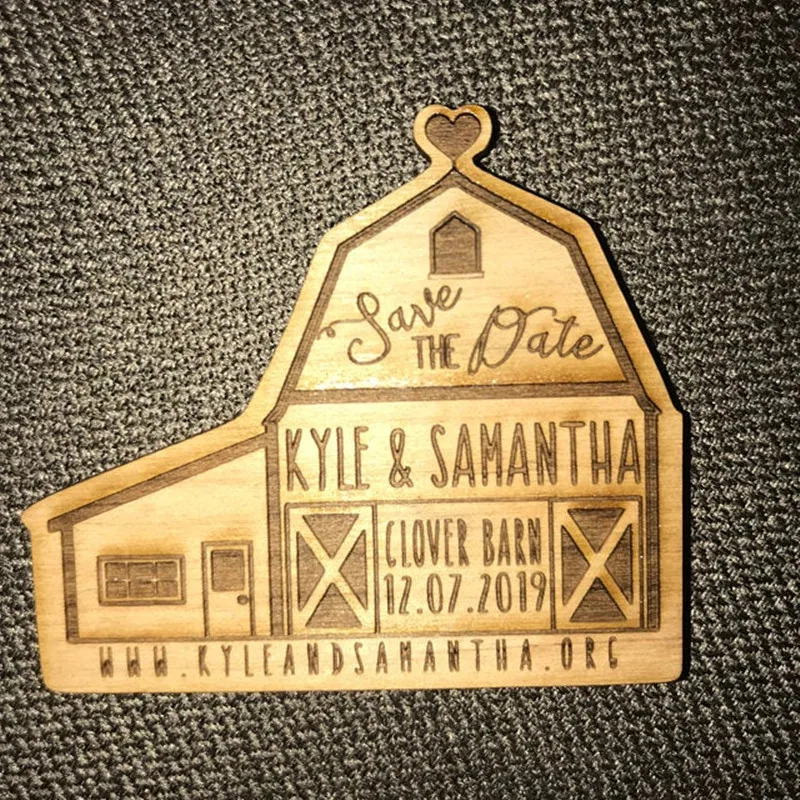 Save
THE Date
KYLE & SAMANTHA
CLOVER BARN
12.07.2019
WWW.KYLEANDSAMANTHA.ORG